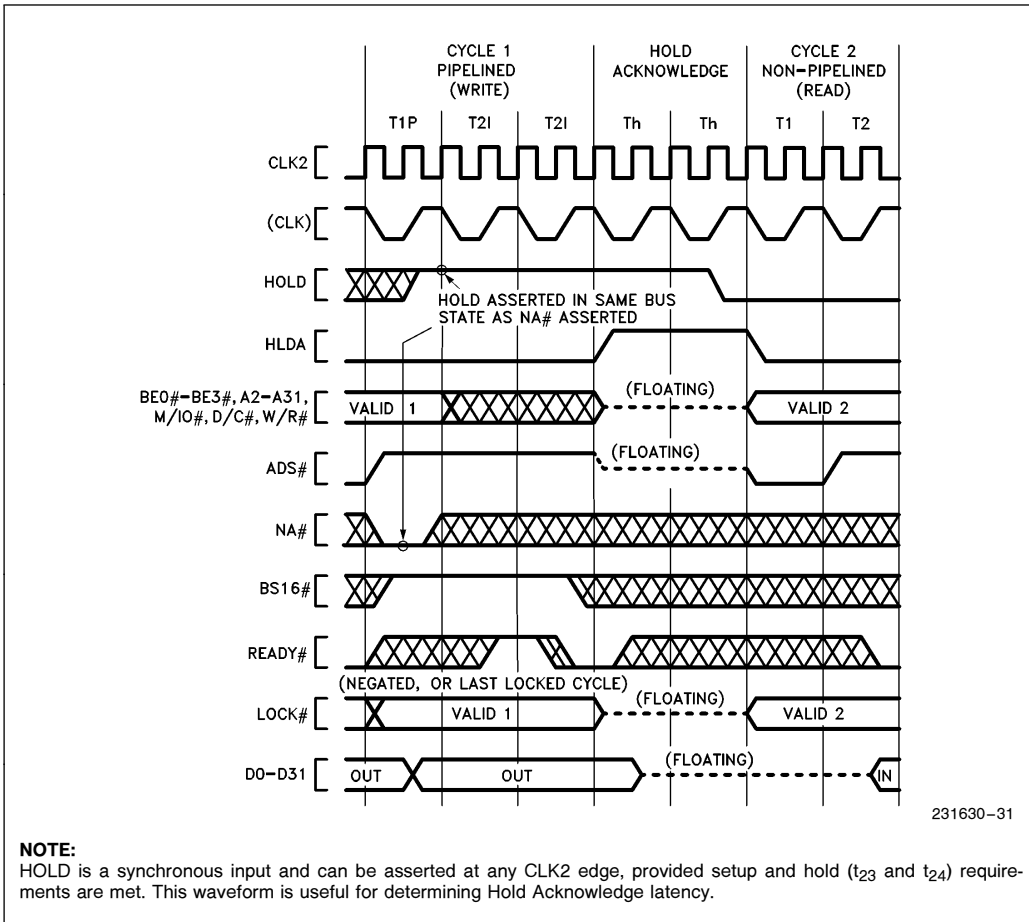 CYCLE 1
PIPELINED
(WRITE)
HOLD
ACKNOWLEDGE
CYCLE 2
NON-PIPELINED
(READ)
T1P T2I T2I Th Th T1 T2
CLK2
(CLK)
HOLD
HOLD ASSERTED IN SAME BUS
STATE AS NA# ASSERTED
HLDA
BE0#-BE3#, A2-A31,
M/IO#, D/C#, W/R#
VALID 1
(FLOATING)
VALID 2
ADS#
(FLOATING)
NA#
BS16#
READY#
(NEGATED, OR LAST LOCKED CYCLE)
LOCK#
VALID 1
(FLOATING)
VALID 2
D0-D31
OUT
OUT
(FLOATING)
IN
231630-31
NOTE:
HOLD is a synchronous input and can be asserted at any CLK2 edge, provided setup and hold (t23 and t24) require-
ments are met. This waveform is useful for determining Hold Acknowledge latency.